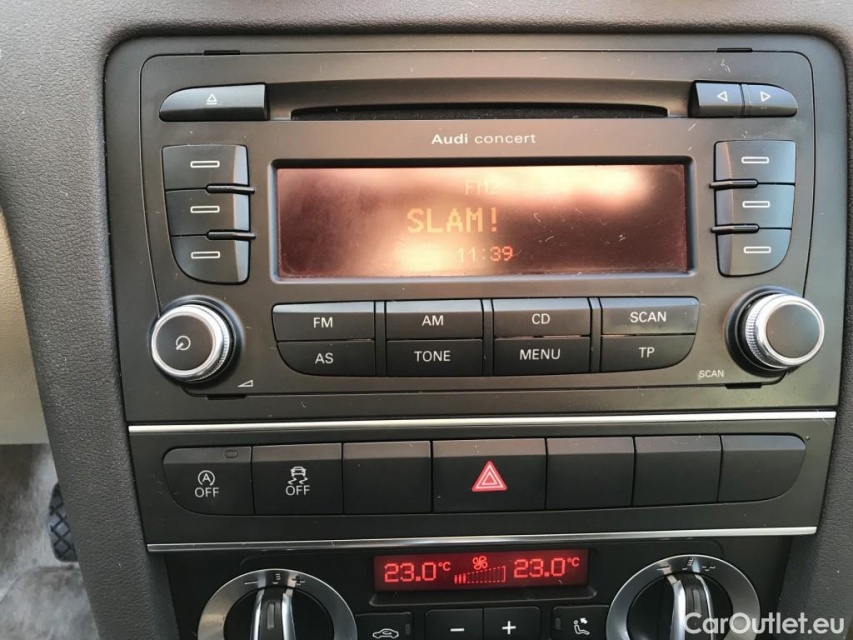 Audi concert
FM2
SLAM!
11:39
FM AM CD SCAN
AS TONE MENU TP
SCAN
OFF OFF
23.0°C 23.0°C
CarOutlet.eu